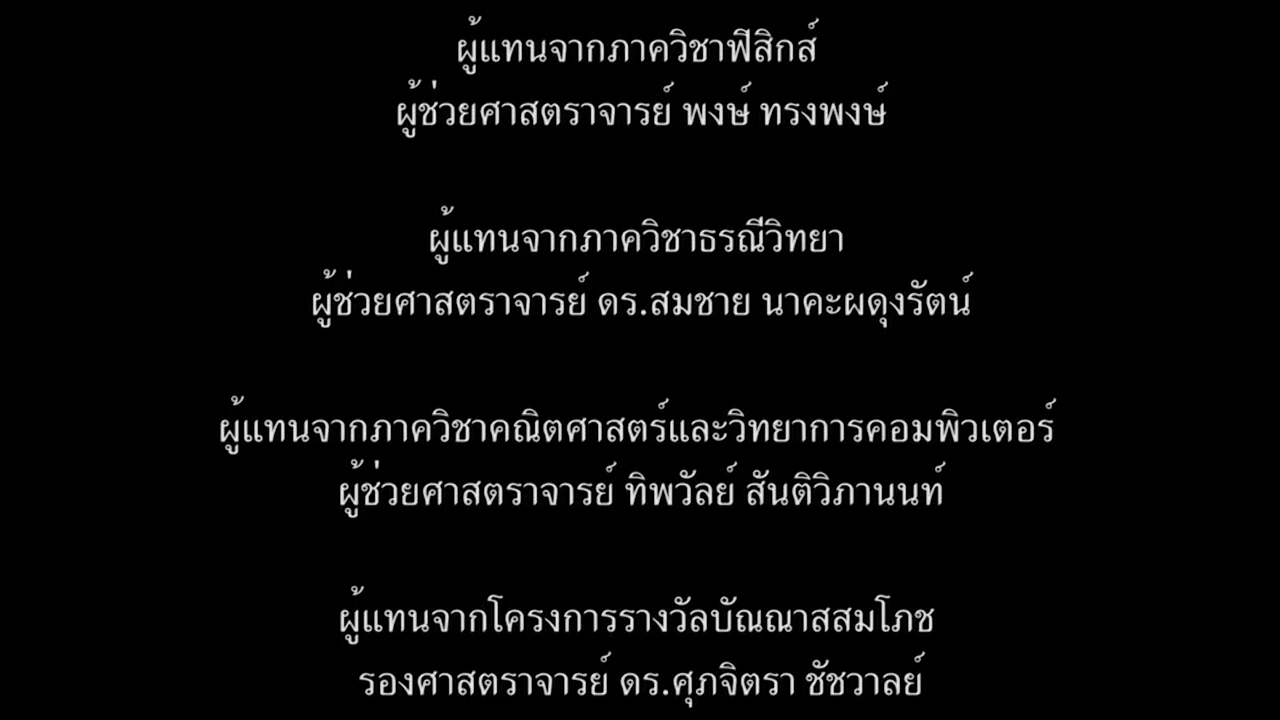 ผู้แทนจากภาควิชาฟิสิกส์
ผู้ช่วยศาสตราจารย์ พงษ์ ทรงพงษ์
ผู้แทนจากภาควิชาธรณีวิทยา
ผู้ช่วยศาสตราจารย์ ดร.สมชาย นาคะผดุงรัตน์
ผู้แทนจากภาควิชาคณิตศาสตร์และวิทยาการคอมพิวเตอร์
ผู้ช่วยศาสตราจารย์ ทิพวัลย์ สันติวิภานนท์
ผู้แทนจากโครงการรางวัลบัณณาสสมโภช
รองศาสตราจารย์ ดร.ศุภจิตรา ชัชวาลย์